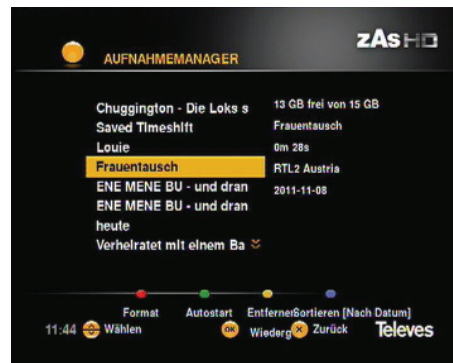 zAs HD
AUFNAHMEMANAGER
Chuggington - Die Loks s
Saved Timeshift
Louie
Frauentausch
ENE MENE BU - und dran
ENE MENE BU - und dran
heute
Verheiratet mit einem Ba
13 GB frei von 15 GB
Frauentausch
0m 28s
RTL2 Austria
2011-11-08
Format Autostart EntfernenSortieren [Nach Datum]
11:44 Wählen OK Wiederg X Zurück Televes